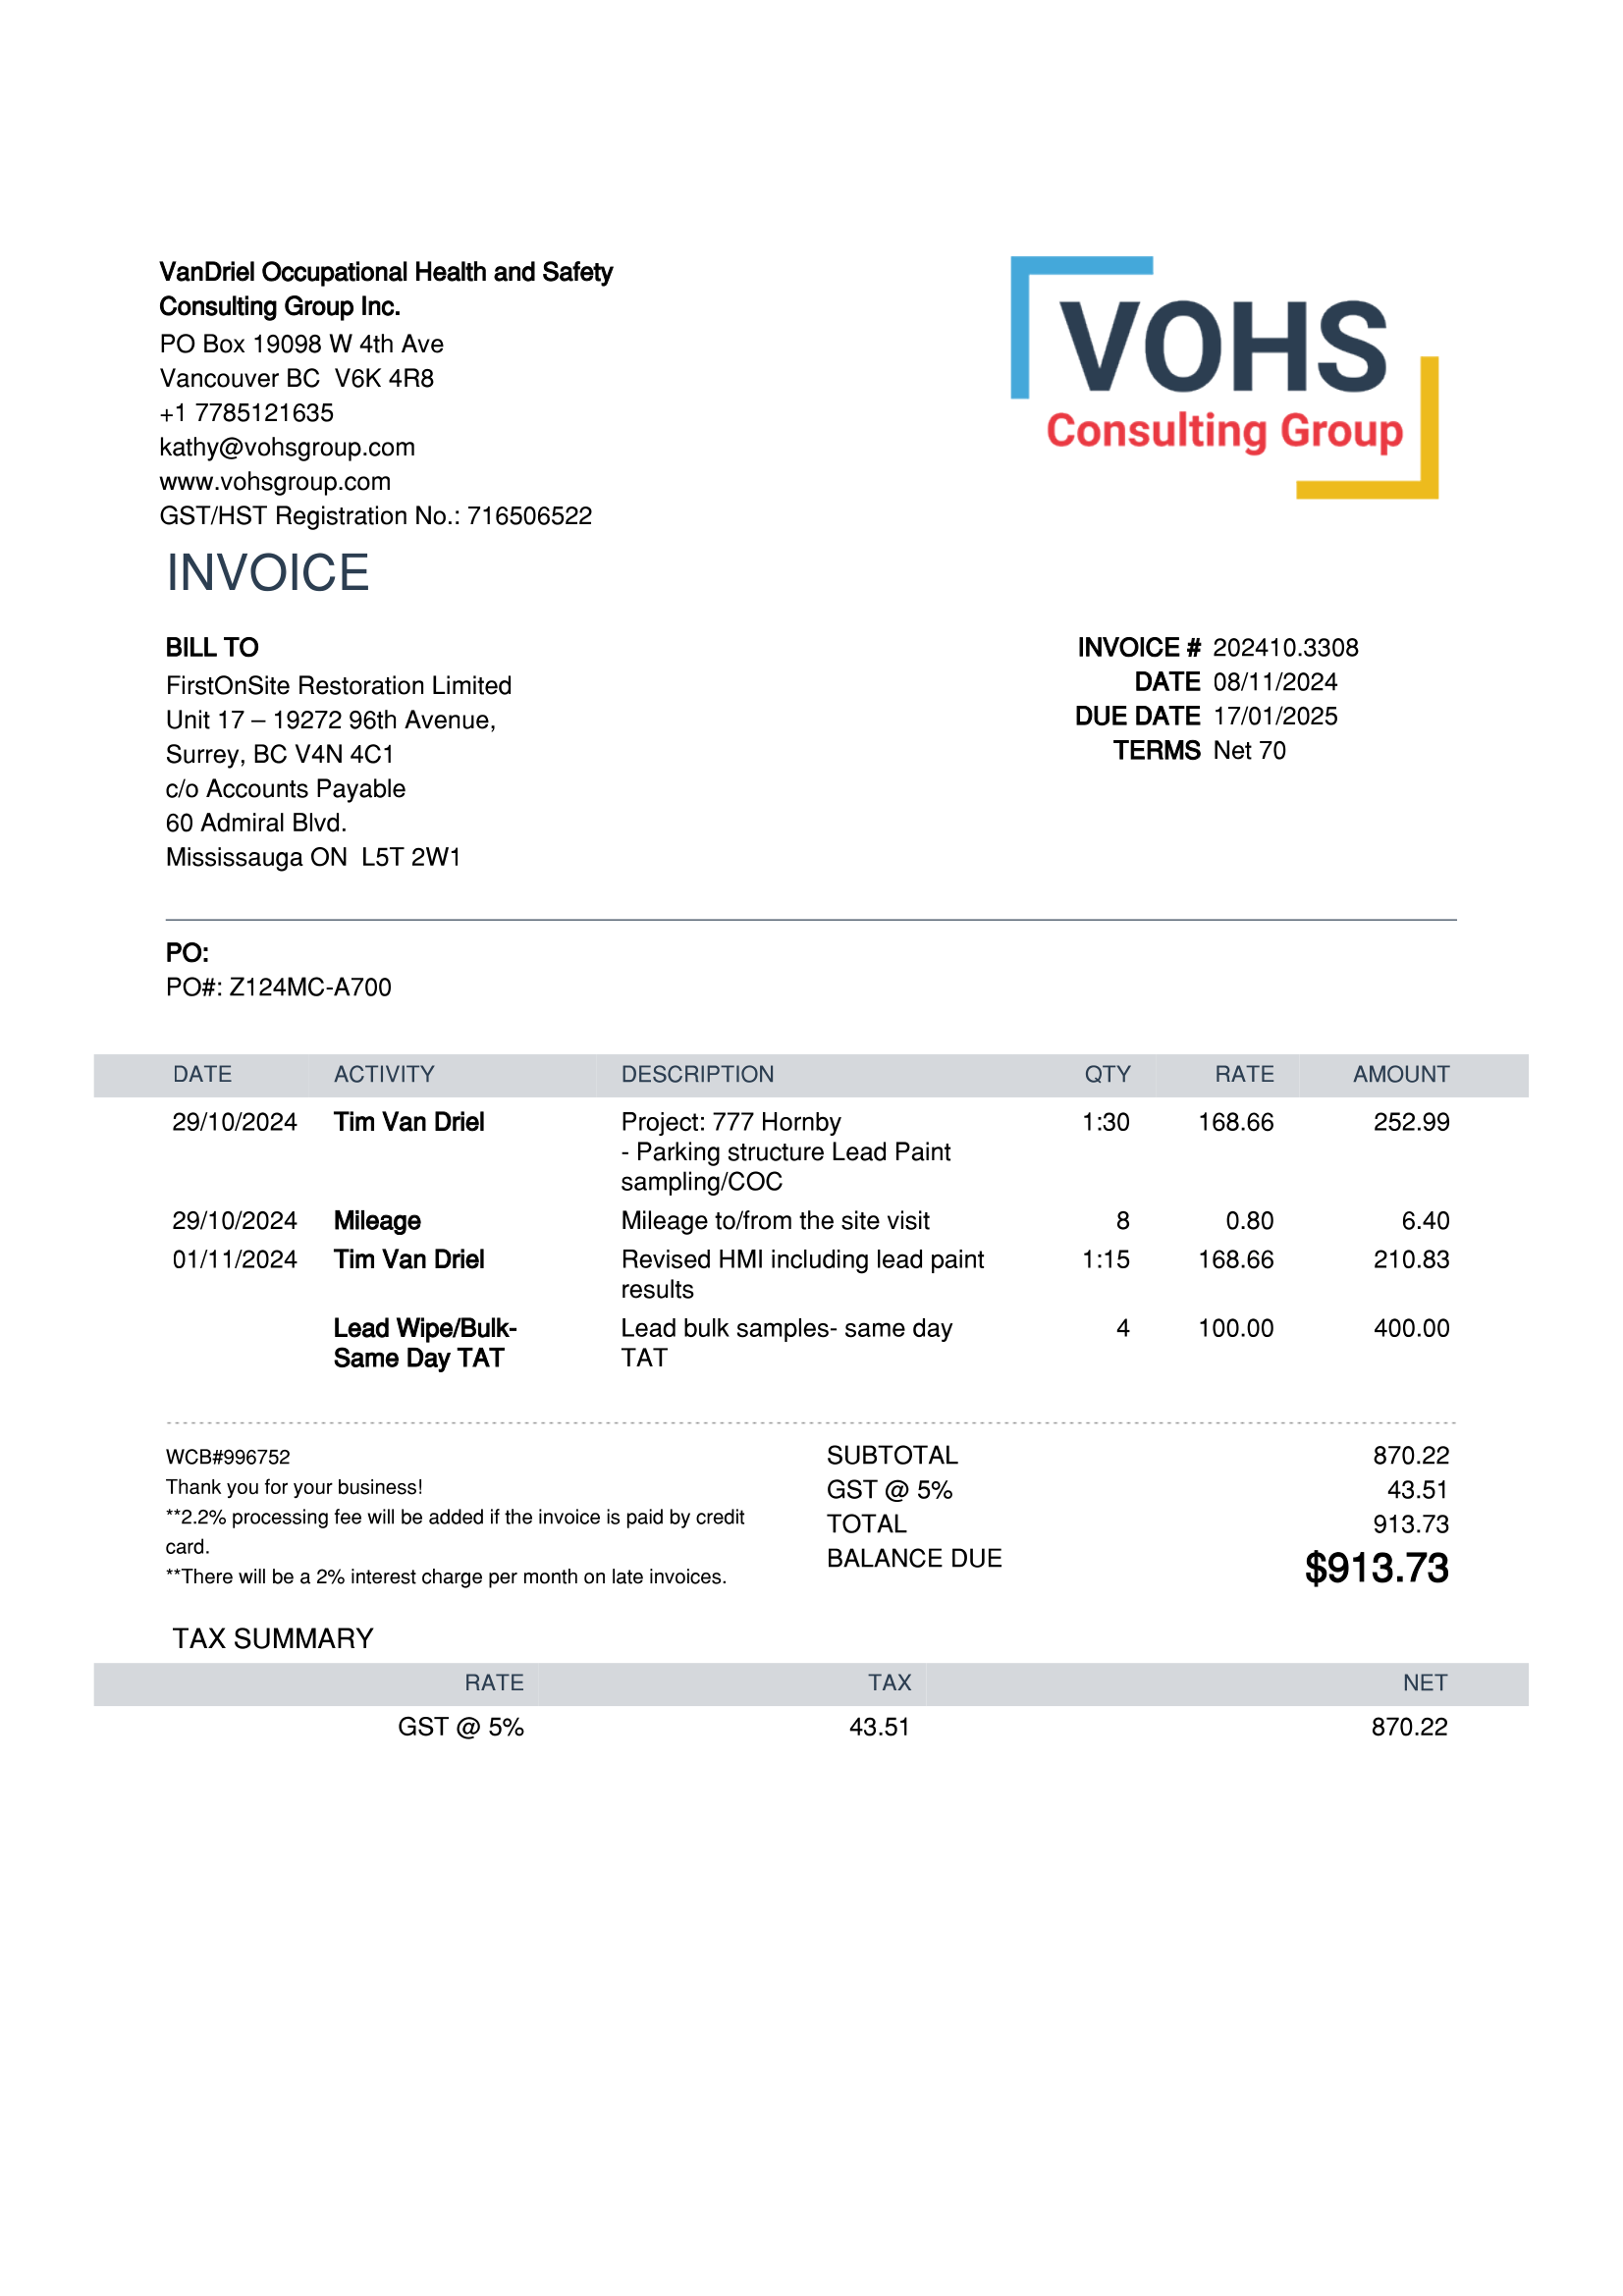 VanDriel Occupational Health and Safety
Consulting Group Inc.
PO Box 19098 W 4th Ave
Vancouver BC  V6K 4R8
+1 7785121635
kathy@vohsgroup.com
www.vohsgroup.com
GST/HST Registration No.: 716506522
VOHS
Consulting Group
INVOICE
BILL TO
FirstOnSite Restoration Limited
Unit 17 – 19272 96th Avenue,
Surrey, BC V4N 4C1
c/o Accounts Payable
60 Admiral Blvd.
Mississauga ON  L5T 2W1
INVOICE # 202410.3308
DATE 08/11/2024
DUE DATE 17/01/2025
TERMS Net 70
PO:
PO#: Z124MC-A700
DATE ACTIVITY DESCRIPTION QTY RATE AMOUNT
29/10/2024 Tim Van Driel Project: 777 Hornby 1:30 168.66 252.99
- Parking structure Lead Paint
sampling/COC
29/10/2024 Mileage Mileage to/from the site visit 8 0.80 6.40
01/11/2024 Tim Van Driel Revised HMI including lead paint 1:15 168.66 210.83
results
Lead Wipe/Bulk- Lead bulk samples- same day 4 100.00 400.00
Same Day TAT TAT
WCB#996752
Thank you for your business!
**2.2% processing fee will be added if the invoice is paid by credit
card.
**There will be a 2% interest charge per month on late invoices.
SUBTOTAL 870.22
GST @ 5% 43.51
TOTAL 913.73
BALANCE DUE $913.73
TAX SUMMARY
RATE TAX NET
GST @ 5% 43.51 870.22